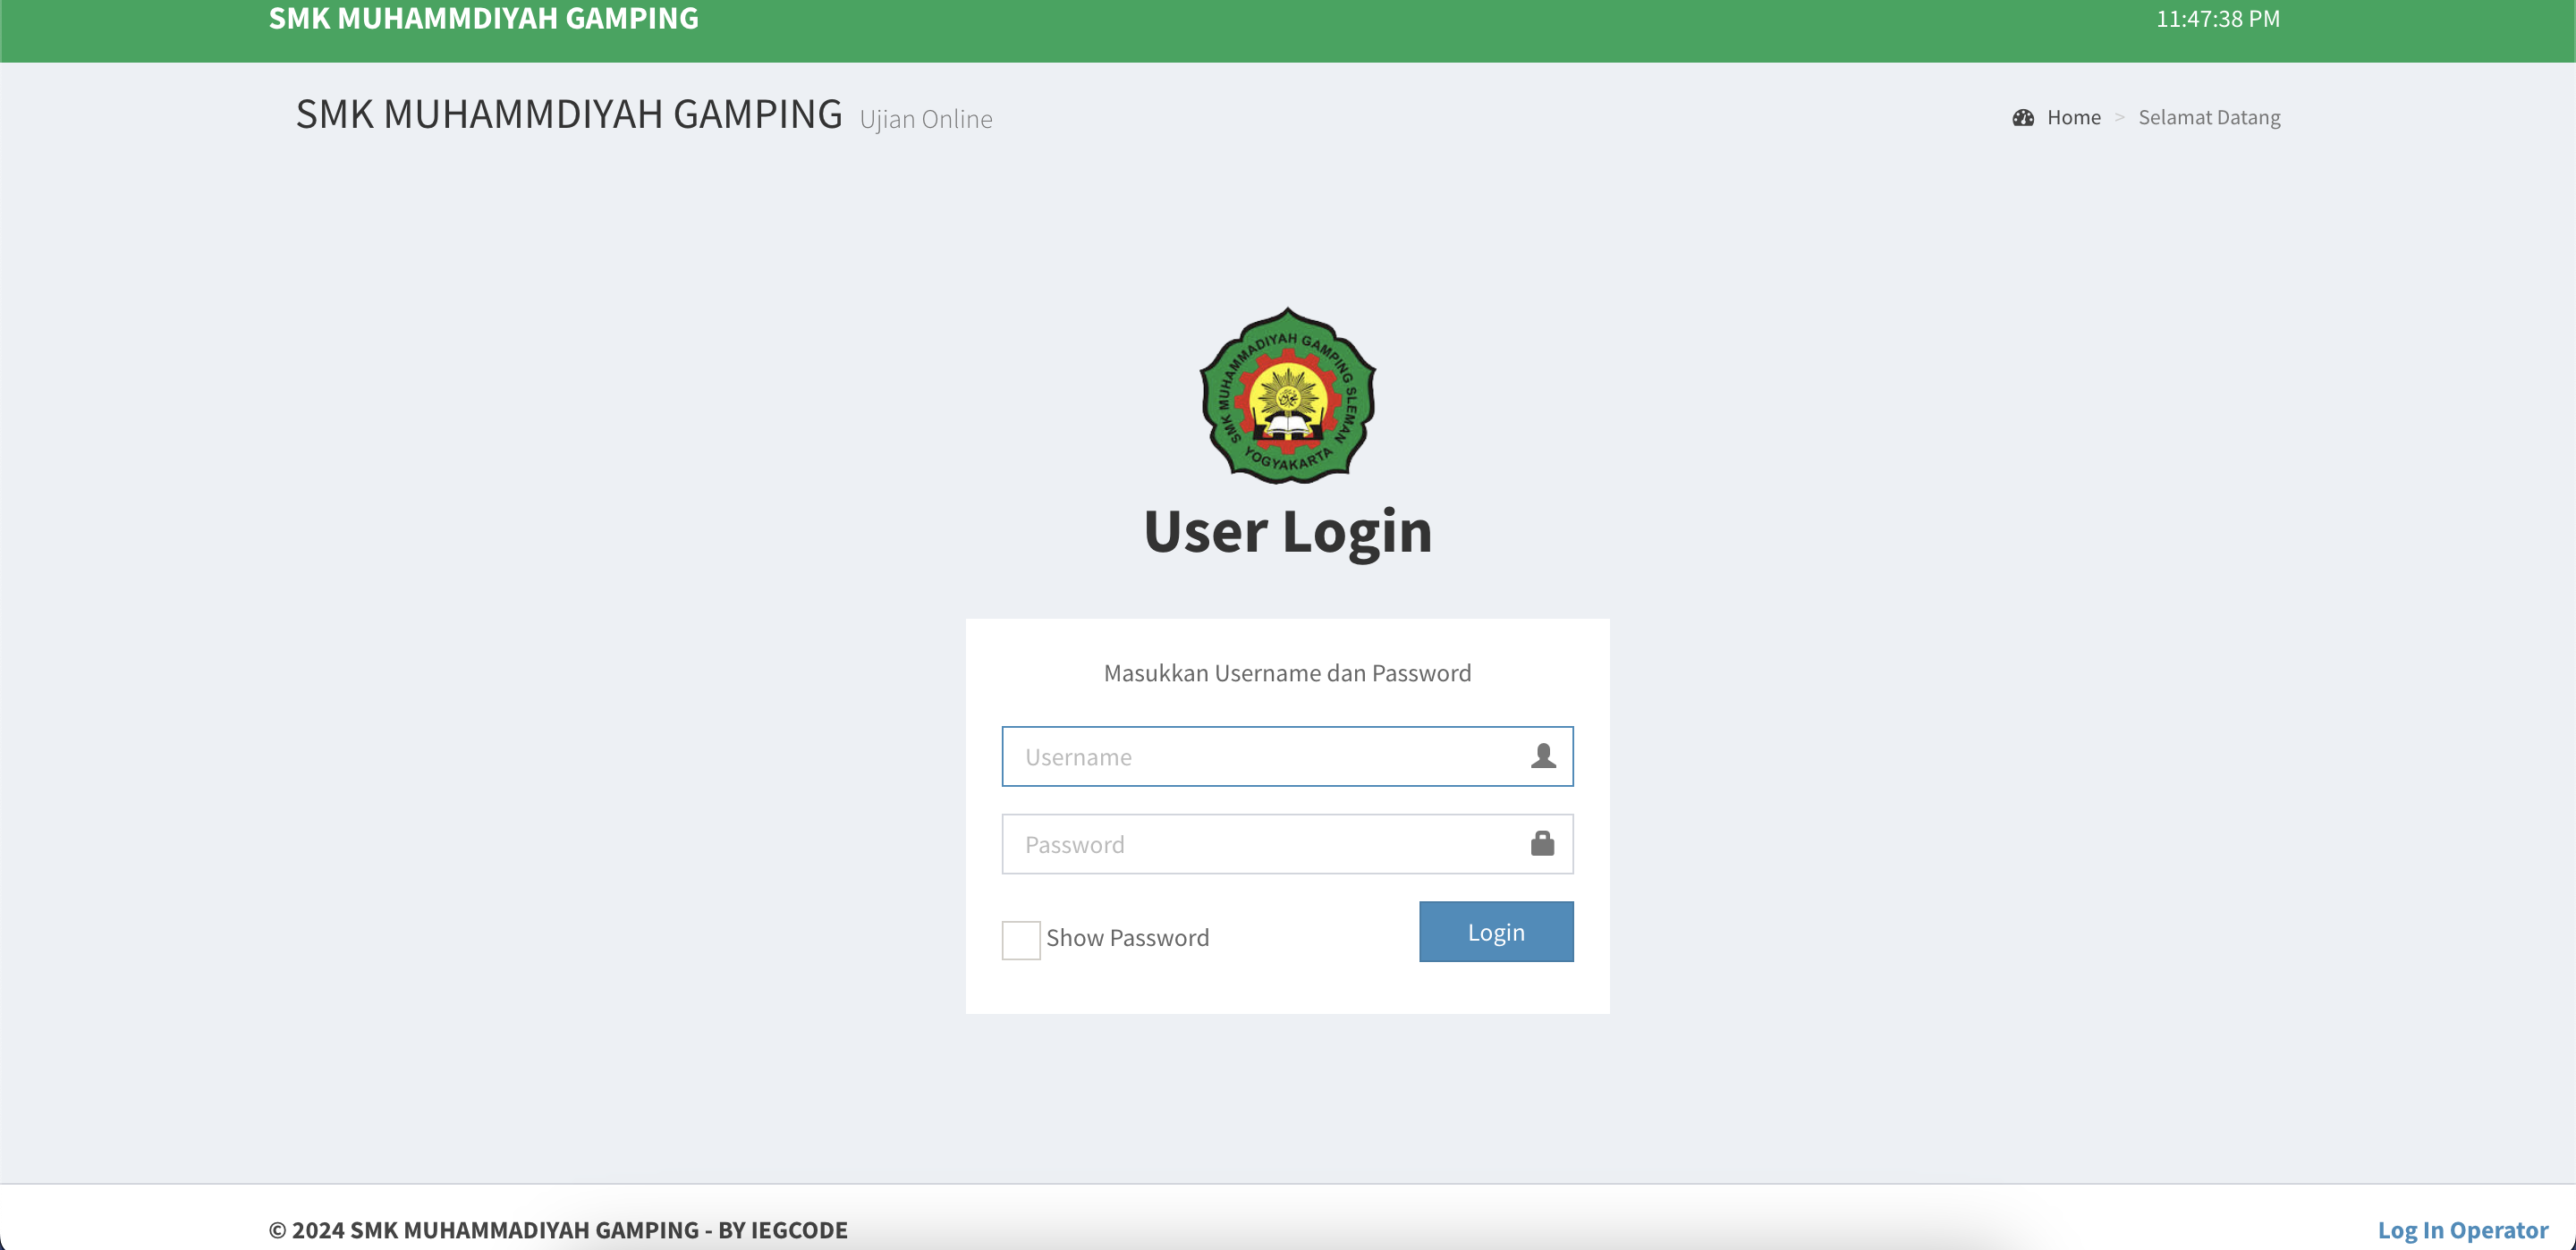 SMK MUHAMMDIYAH GAMPING
11:47:38 PM
SMK MUHAMMDIYAH GAMPING Ujian Online
Home > Selamat Datang
SMK MUHAMMADIYAH GAMPING SLEMAN
YOGYAKARTA
User Login
Masukkan Username dan Password
Username
Password
Show Password
Login
© 2024 SMK MUHAMMADIYAH GAMPING - BY IEGCODE
Log In Operator